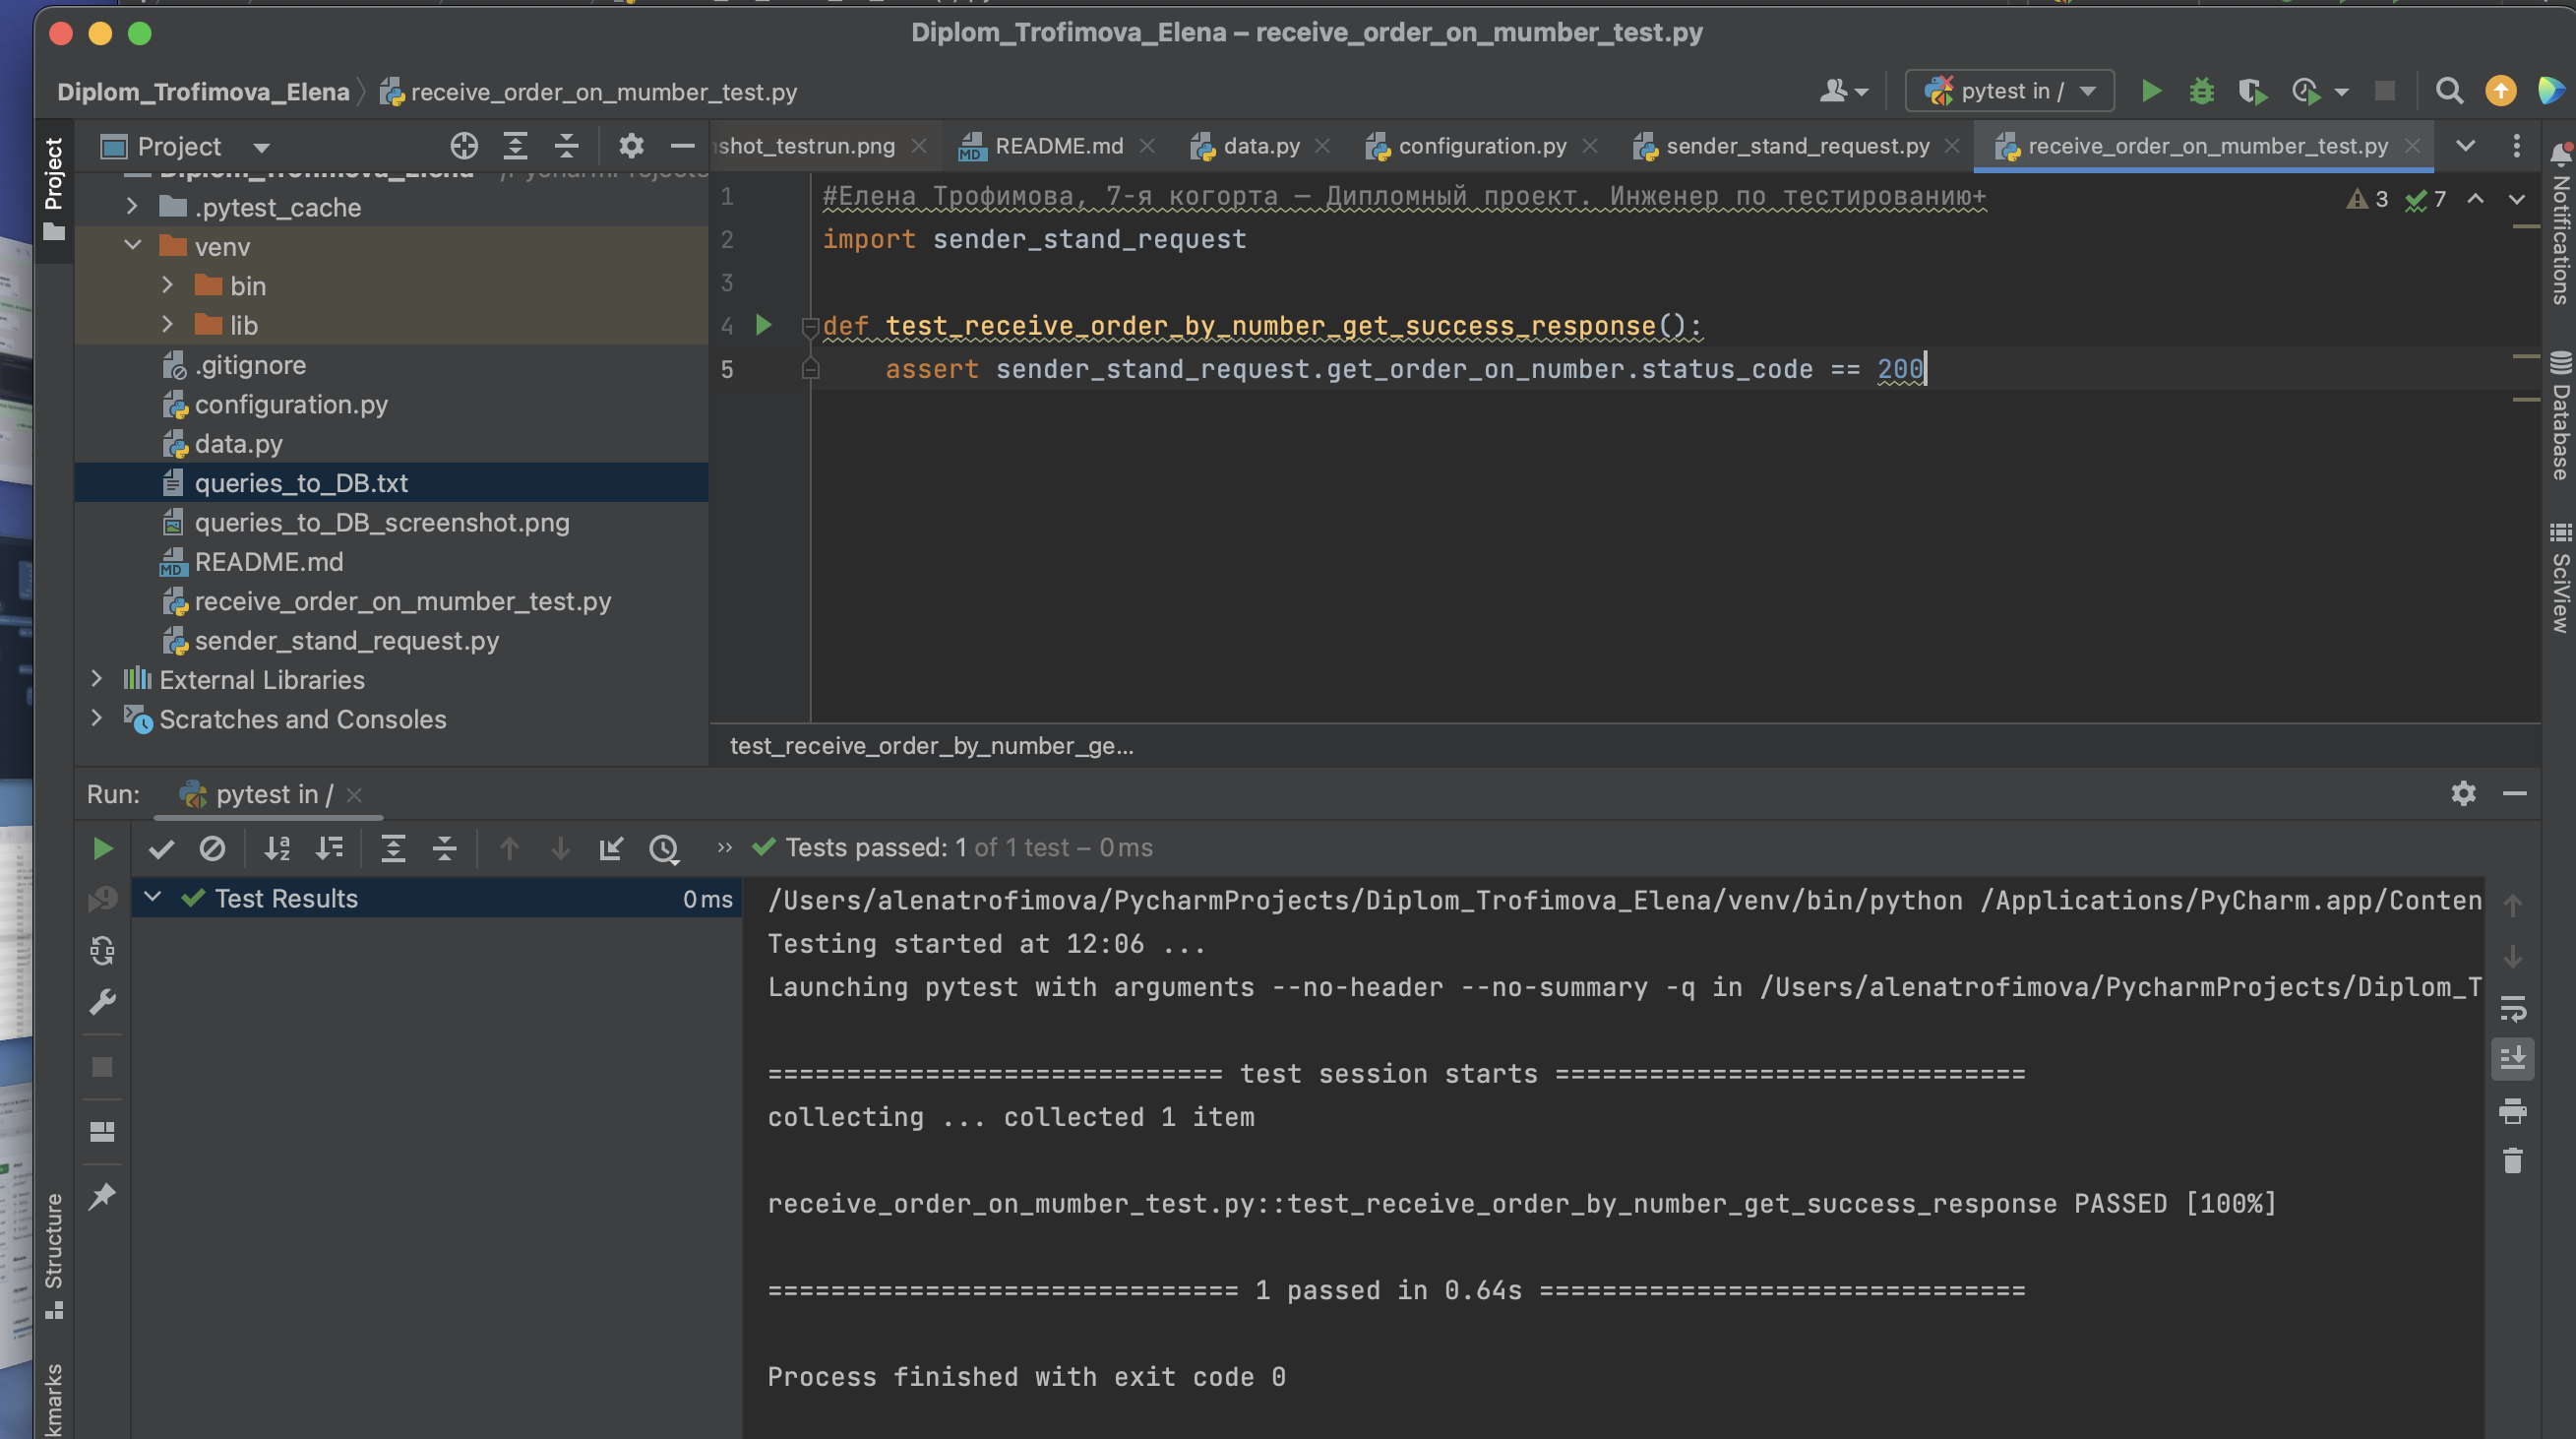 Diplom_Trofimova_Elena – receive_order_on_mumber_test.py
Diplom_Trofimova_Elena
receive_order_on_mumber_test.py
pytest in /
Project
Project
shot_testrun.png
README.md
data.py
configuration.py
sender_stand_request.py
receive_order_on_mumber_test.py
Notifications
Database
SciView
Diplom_Trofimova_Elena ~/PycharmProjects
.pytest_cache
venv
bin
lib
.gitignore
configuration.py
data.py
queries_to_DB.txt
queries_to_DB_screenshot.png
MD README.md
receive_order_on_mumber_test.py
sender_stand_request.py
External Libraries
Scratches and Consoles
3 7
1 #Елена Трофимова, 7-я когорта — Дипломный проект. Инженер по тестированию+
2 import sender_stand_request
3
4 def test_receive_order_by_number_get_success_response():
5 assert sender_stand_request.get_order_on_number.status_code == 200
test_receive_order_by_number_ge...
Run: pytest in /
Tests passed: 1 of 1 test – 0 ms
Test Results 0 ms
/Users/alenatrofimova/PycharmProjects/Diplom_Trofimova_Elena/venv/bin/python /Applications/PyCharm.app/Conten
Testing started at 12:06 ...
Launching pytest with arguments --no-header --no-summary -q in /Users/alenatrofimova/PycharmProjects/Diplom_T
============================= test session starts ==============================
collecting ... collected 1 item
receive_order_on_mumber_test.py::test_receive_order_by_number_get_success_response PASSED [100%]
============================== 1 passed in 0.64s ===============================
Process finished with exit code 0
Structure
kmarks